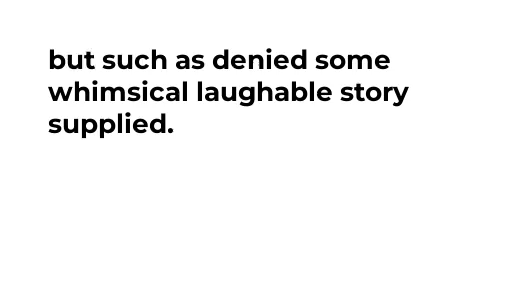 but such as denied some
whimsical laughable story
supplied.